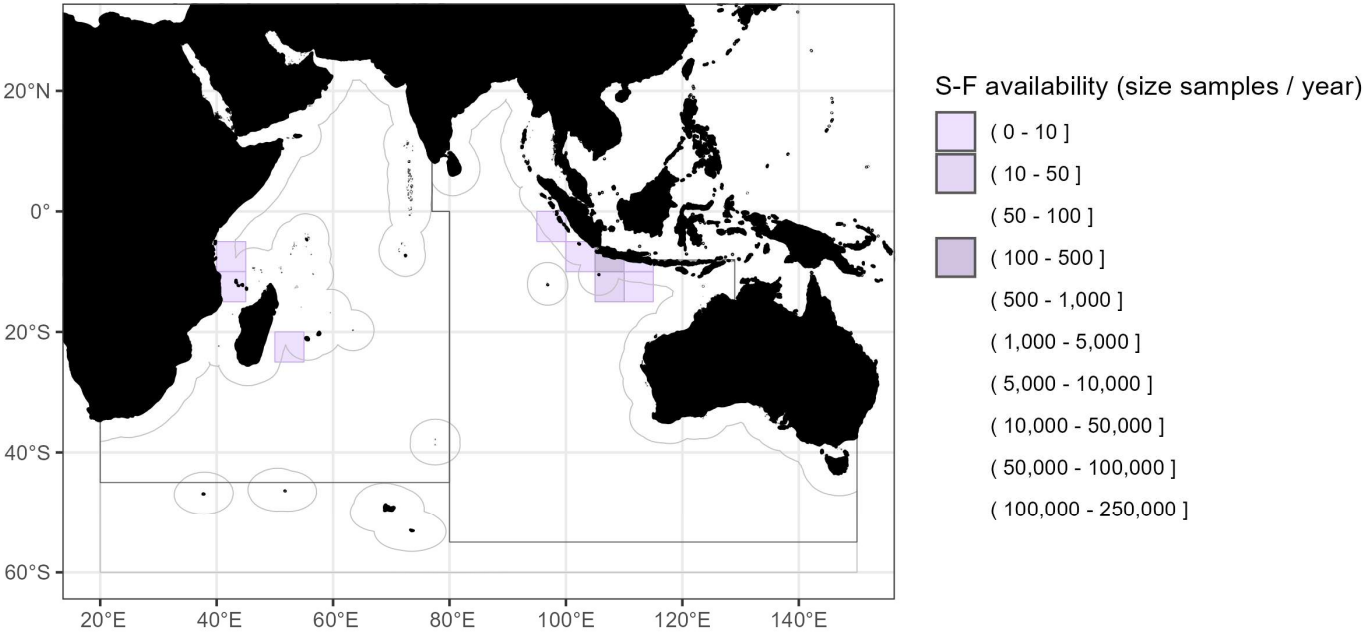 20°N
0°
20°S
40°S
60°S
20°E 40°E 60°E 80°E 100°E 120°E 140°E
S-F availability (size samples / year)
( 0 - 10 ]
( 10 - 50 ]
( 50 - 100 ]
( 100 - 500 ]
( 500 - 1,000 ]
( 1,000 - 5,000 ]
( 5,000 - 10,000 ]
( 10,000 - 50,000 ]
( 50,000 - 100,000 ]
( 100,000 - 250,000 ]